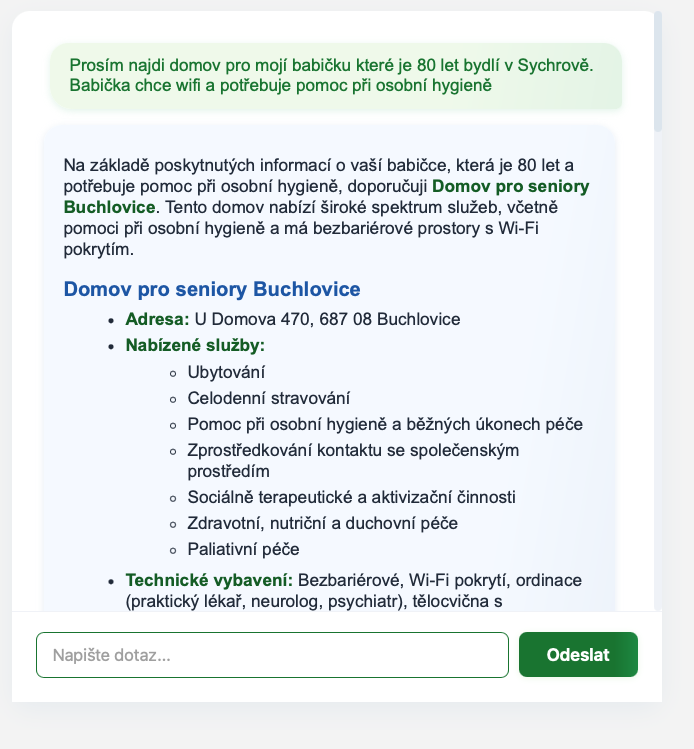 Prosím najdi domov pro mojí babičku které je 80 let bydlí v Sychrově.
Babička chce wifi a potřebuje pomoc při osobní hygieně
Na základě poskytnutých informací o vaší babičce, která je 80 let a
potřebuje pomoc při osobní hygieně, doporučuji Domov pro seniory
Buchlovice. Tento domov nabízí široké spektrum služeb, včetně
pomoci při osobní hygieně a má bezbariérové prostory s Wi-Fi
pokrytím.
Domov pro seniory Buchlovice
Adresa: U Domova 470, 687 08 Buchlovice
Nabízené služby:
Ubytování
Celodenní stravování
Pomoc při osobní hygieně a běžných úkonech péče
Zprostředkování kontaktu se společenským
prostředím
Sociálně terapeutické a aktivizační činnosti
Zdravotní, nutriční a duchovní péče
Paliativní péče
Technické vybavení: Bezbariérové, Wi-Fi pokrytí, ordinace
(praktický lékař, neurolog, psychiatr), tělocvična s
Napište dotaz...
Odeslat